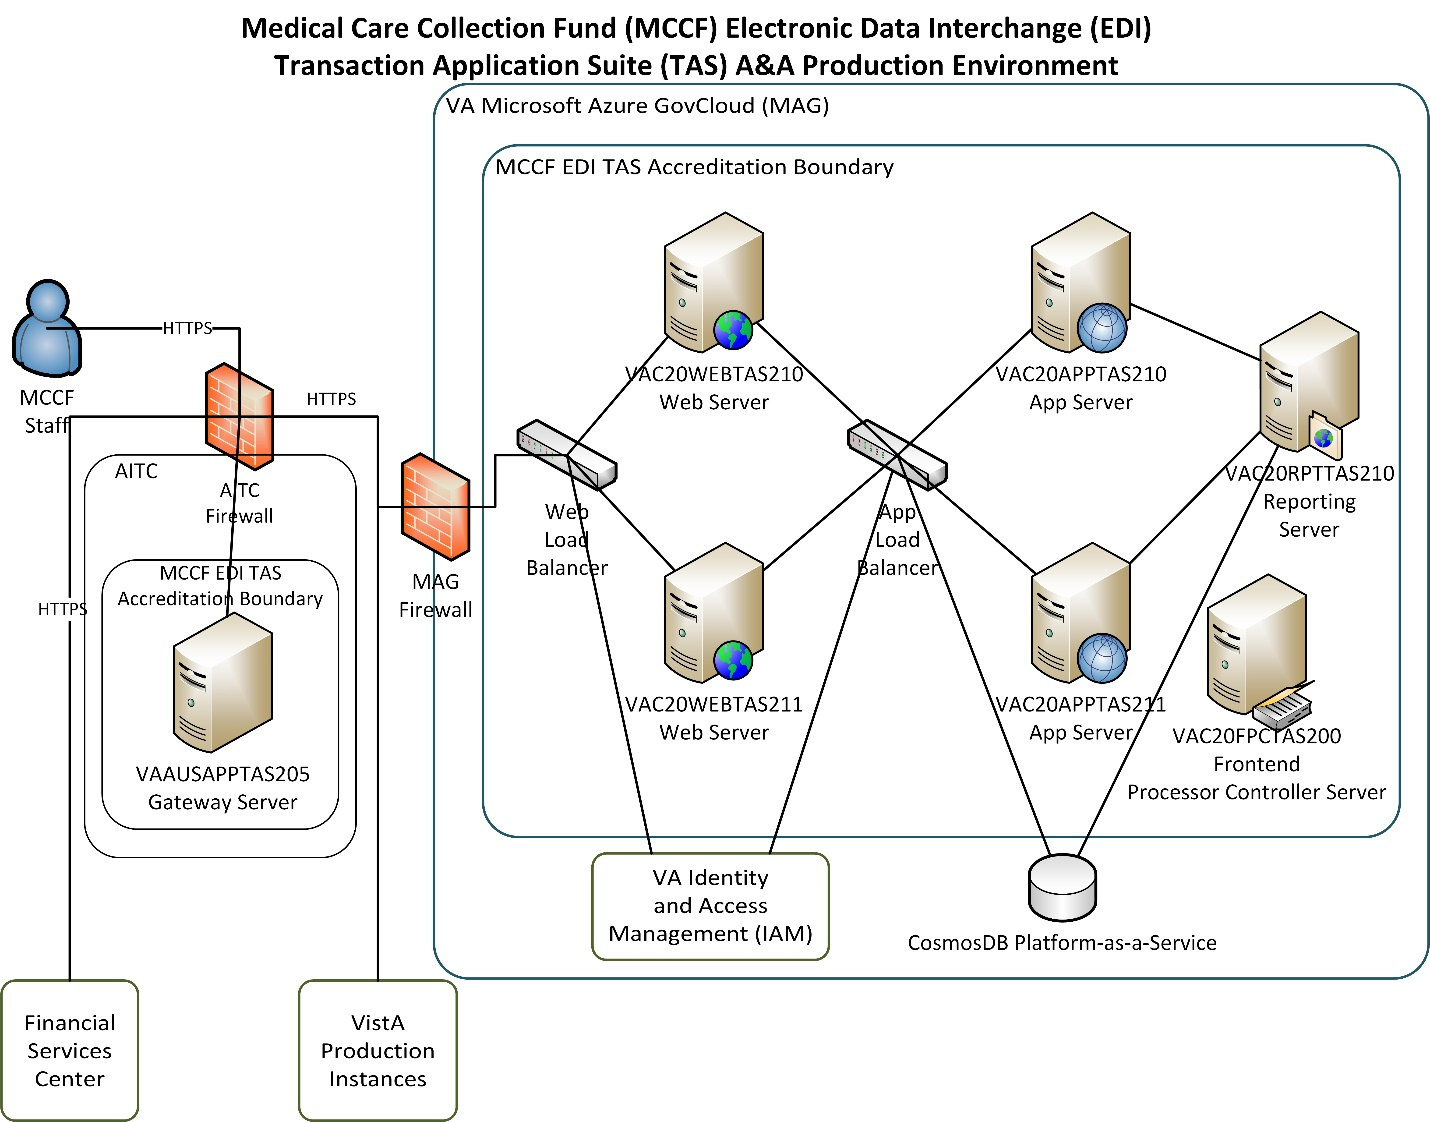 Medical Care Collection Fund (MCCF) Electronic Data Interchange (EDI)
Transaction Application Suite (TAS) A&A Production Environment
VA Microsoft Azure GovCloud (MAG)
MCCF EDI TAS Accreditation Boundary
HTTPS
MCCF
Staff
HTTPS
AITC
AITC
Firewall
MCCF EDI TAS
Accreditation Boundary
HTTPS
VAAUSAPPTAS205
Gateway Server
MAG
Firewall
Web
Load
Balancer
VAC20WEBTAS210
Web Server
VAC20WEBTAS211
Web Server
App
Load
Balancer
VAC20APPTAS210
App Server
VAC20APPTAS211
App Server
VAC20RPTTAS210
Reporting
Server
VAC20FPCTAS200
Frontend
Processor Controller Server
VA Identity
and Access
Management (IAM)
CosmosDB Platform-as-a-Service
Financial
Services
Center
VistA
Production
Instances